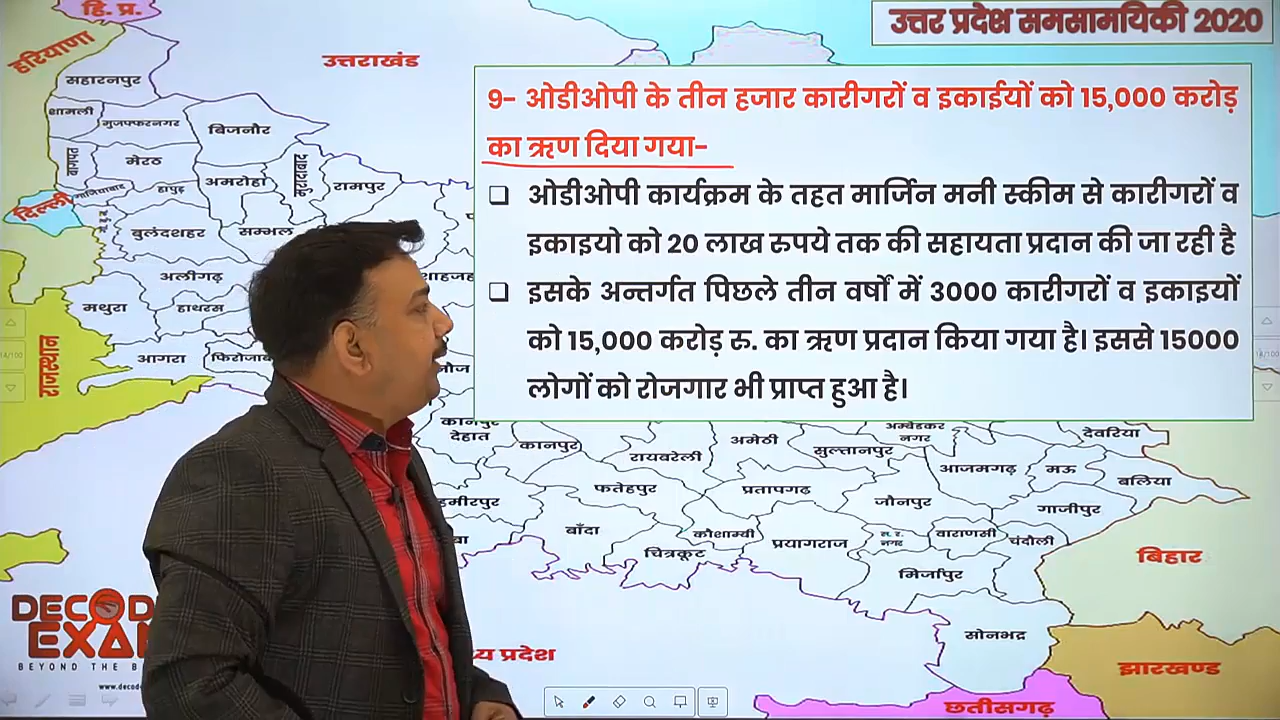 उत्तर प्रदेश समसामयिकी 2020
हि. प्र.
हरियाणा
उत्तराखंड
सहारनपुर
शामली
मुजफ्फरनगर
बिजनौर
बागपत
मेरठ
मुरादाबाद
अमरोहा
रामपुर
हापुड़
गाजियाबाद
दिल्ली
बुलंदशहर
सम्भल
अलीगढ़
मथुरा
हाथरस
राजस्थान
आगरा
9- ओडीओपी के तीन हजार कारीगरों व इकाईयों को 15,000 करोड़
का ऋण दिया गया-
❑ ओडीओपी कार्यक्रम के तहत मार्जिन मनी स्कीम से कारीगरों व
इकाइयो को 20 लाख रुपये तक की सहायता प्रदान की जा रही है
❑ इसके अन्तर्गत पिछले तीन वर्षों में 3000 कारीगरों व इकाइयों
को 15,000 करोड़ रु. का ऋण प्रदान किया गया है। इससे 15000
लोगों को रोजगार भी प्राप्त हुआ है।
कानपुर
देहात
कानपुर
रायवरेली
अमेठी
सुल्तानपुर
अम्बेडकर
नगर
देवरिया
आजमगढ़
मऊ
बलिया
फतेहपुर
प्रतापगढ़
जौनपुर
गाजीपुर
बाँदा
कौशाम्वी
चित्रकूट
प्रयागराज
वाराणसी
चंदौली
मिर्जापुर
सोनभद्र
बिहार
झारखण्ड
छत्तीसगढ़
प्रदेश
BEYOND THE